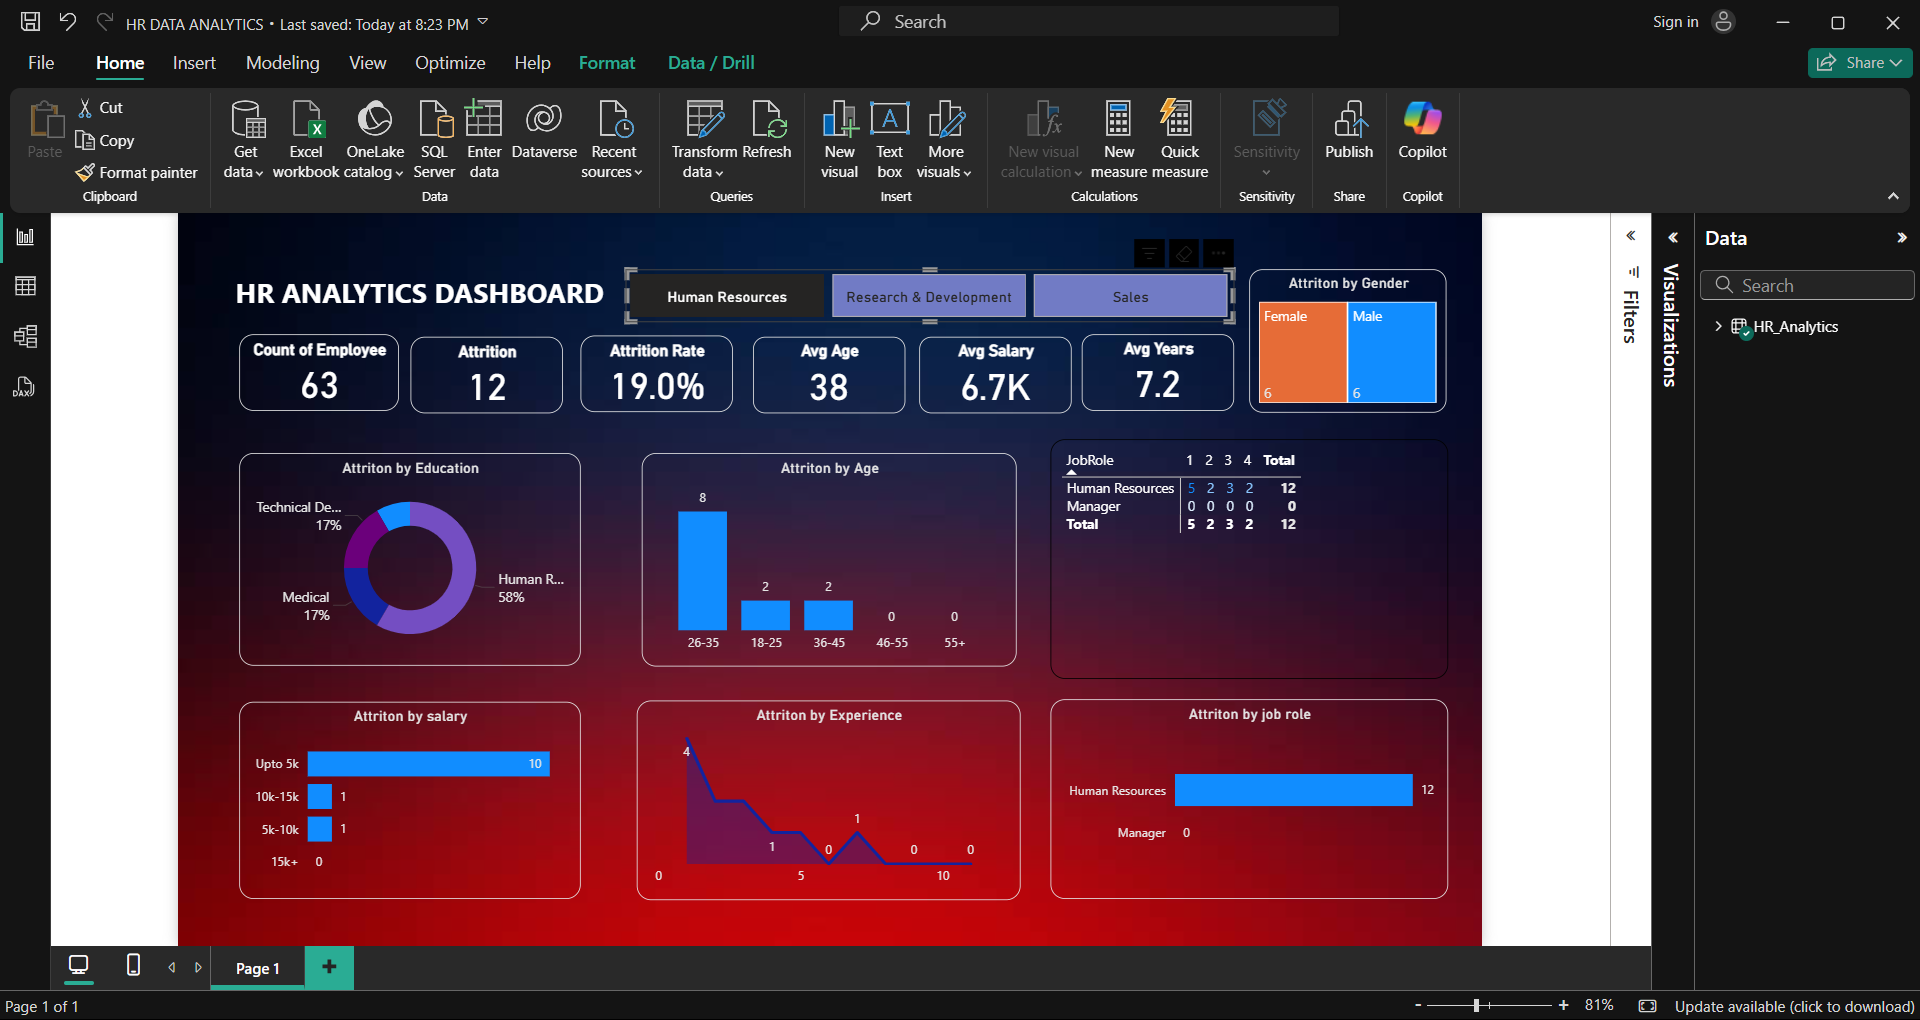 HR DATA ANALYTICS • Last saved: Today at 8:23 PM
Search
Sign in
File Home Insert Modeling View Optimize Help Format Data / Drill
Share
Paste
Cut
Copy
Format painter
Clipboard
Get data
Excel workbook
OneLake catalog
SQL Server
Enter data
Dataverse
Recent sources
Data
Transform data
Refresh
Queries
New visual
Text box
More visuals
Insert
New visual calculation
New measure
Quick measure
Calculations
Sensitivity
Sensitivity
Publish
Share
Copilot
Copilot
DAX
HR ANALYTICS DASHBOARD
Human Resources
Research & Development
Sales
Attriton by Gender
Female
6
Male
6
Count of Employee
63
Attrition
12
Attrition Rate
19.0%
Avg Age
38
Avg Salary
6.7K
Avg Years
7.2
Attriton by Education
Technical De...
17%
Medical
17%
Human R...
58%
Attriton by Age
8
2
2
0
0
26-35 18-25 36-45 46-55 55+
JobRole 1 2 3 4 Total
Human Resources 5 2 3 2 12
Manager 0 0 0 0 0
Total 5 2 3 2 12
Attriton by salary
Upto 5k 10
10k-15k 1
5k-10k 1
15k+ 0
Attriton by Experience
4
1
0
1
0
0
0 5 10
Attriton by job role
Human Resources 12
Manager 0
Filters
Visualizations
Data
Search
HR_Analytics
Page 1
+
Page 1 of 1
- + 81%
Update available (click to download)